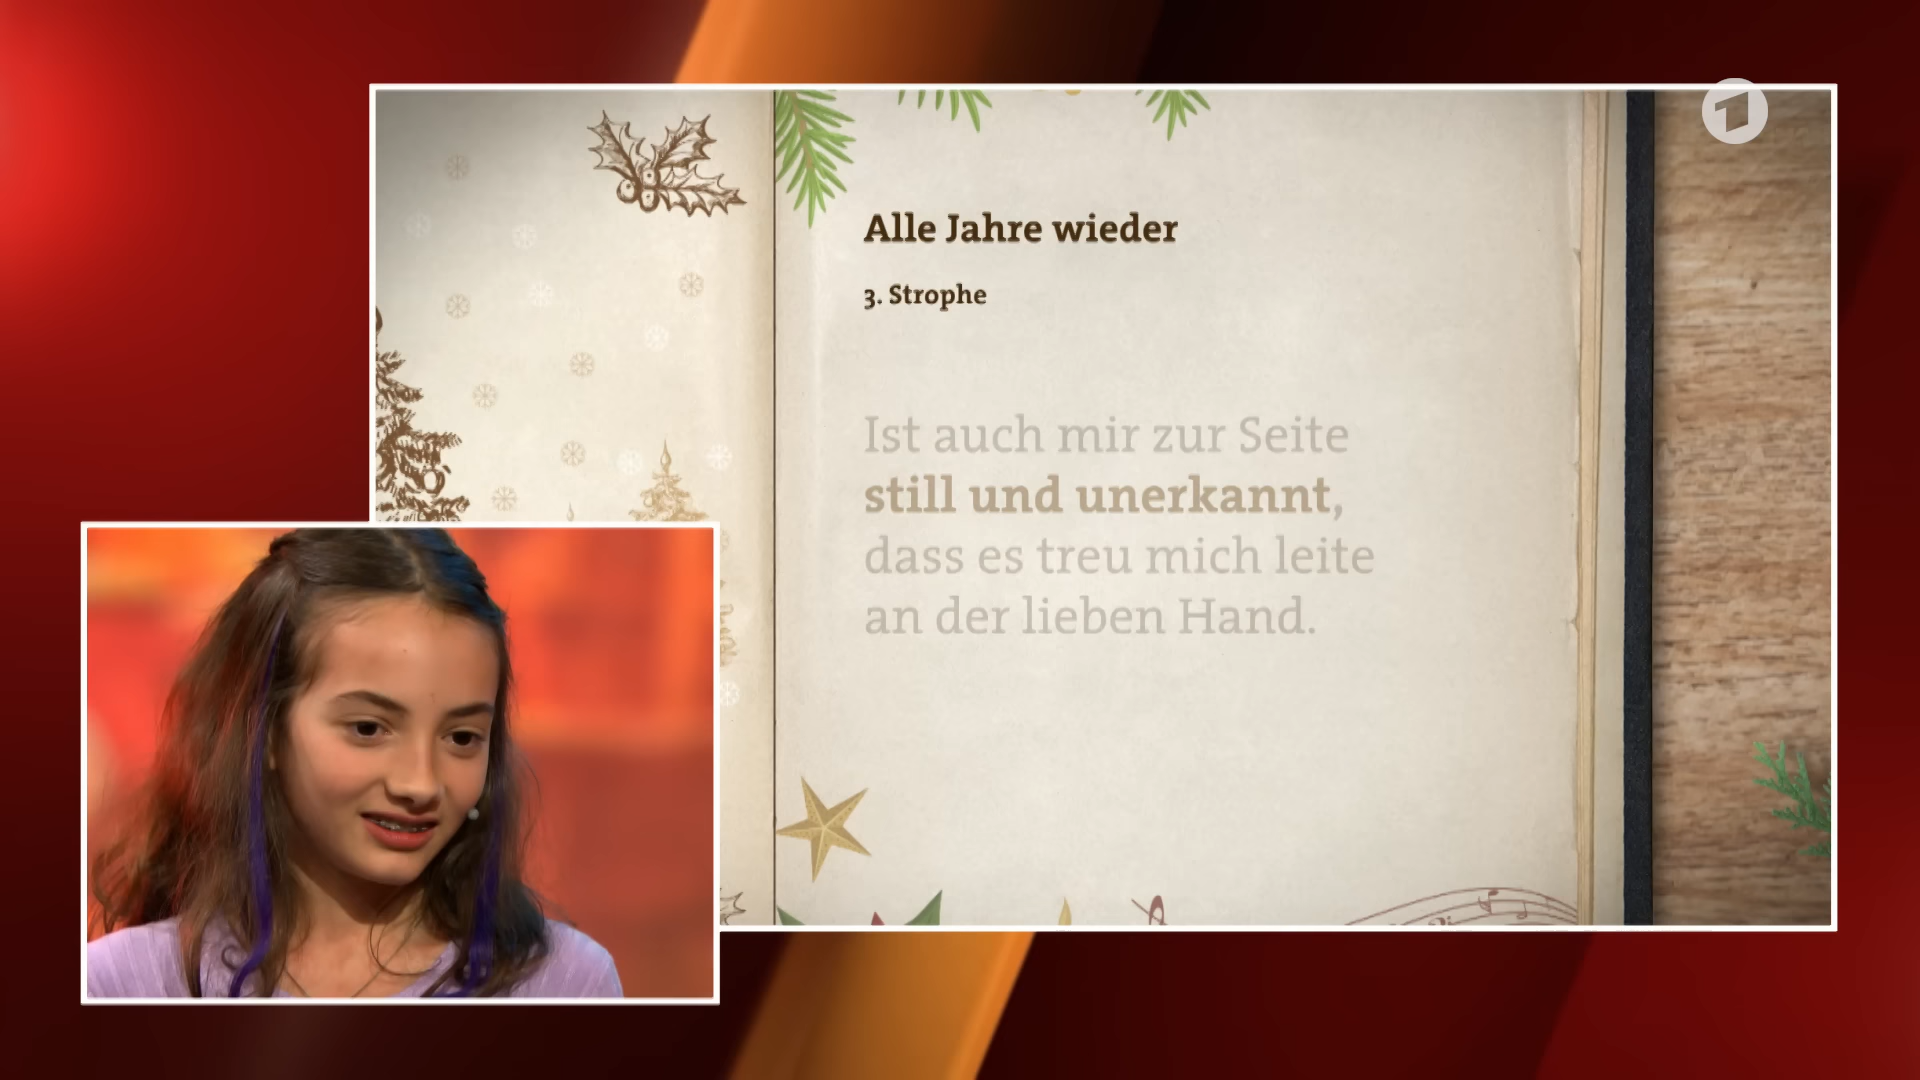 Alle Jahre wieder
3. Strophe
Ist auch mir zur Seite
still und unerkannt,
dass es treu mich leite
an der lieben Hand.